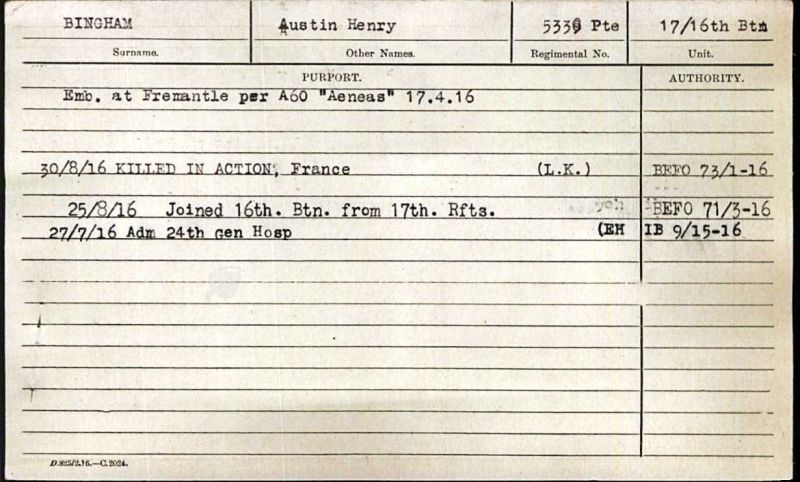 BINGHAM Austin Henry 5339 Pte 17/16th Btn
Surname. Other Names. Regimental No. Unit.
PURPORT. AUTHORITY.
Emb. at Fremantle per A60 "Aeneas" 17.4.16
30/8/16 KILLED IN ACTION, France (L.K.) BEFO 73/1-16
25/8/16 Joined 16th. Btn. from 17th. Rfts. BEFO 71/3-16
27/7/16 Adm 24th Gen Hosp (EH IB 9/15-16
D.825/2.16.—C.2024.